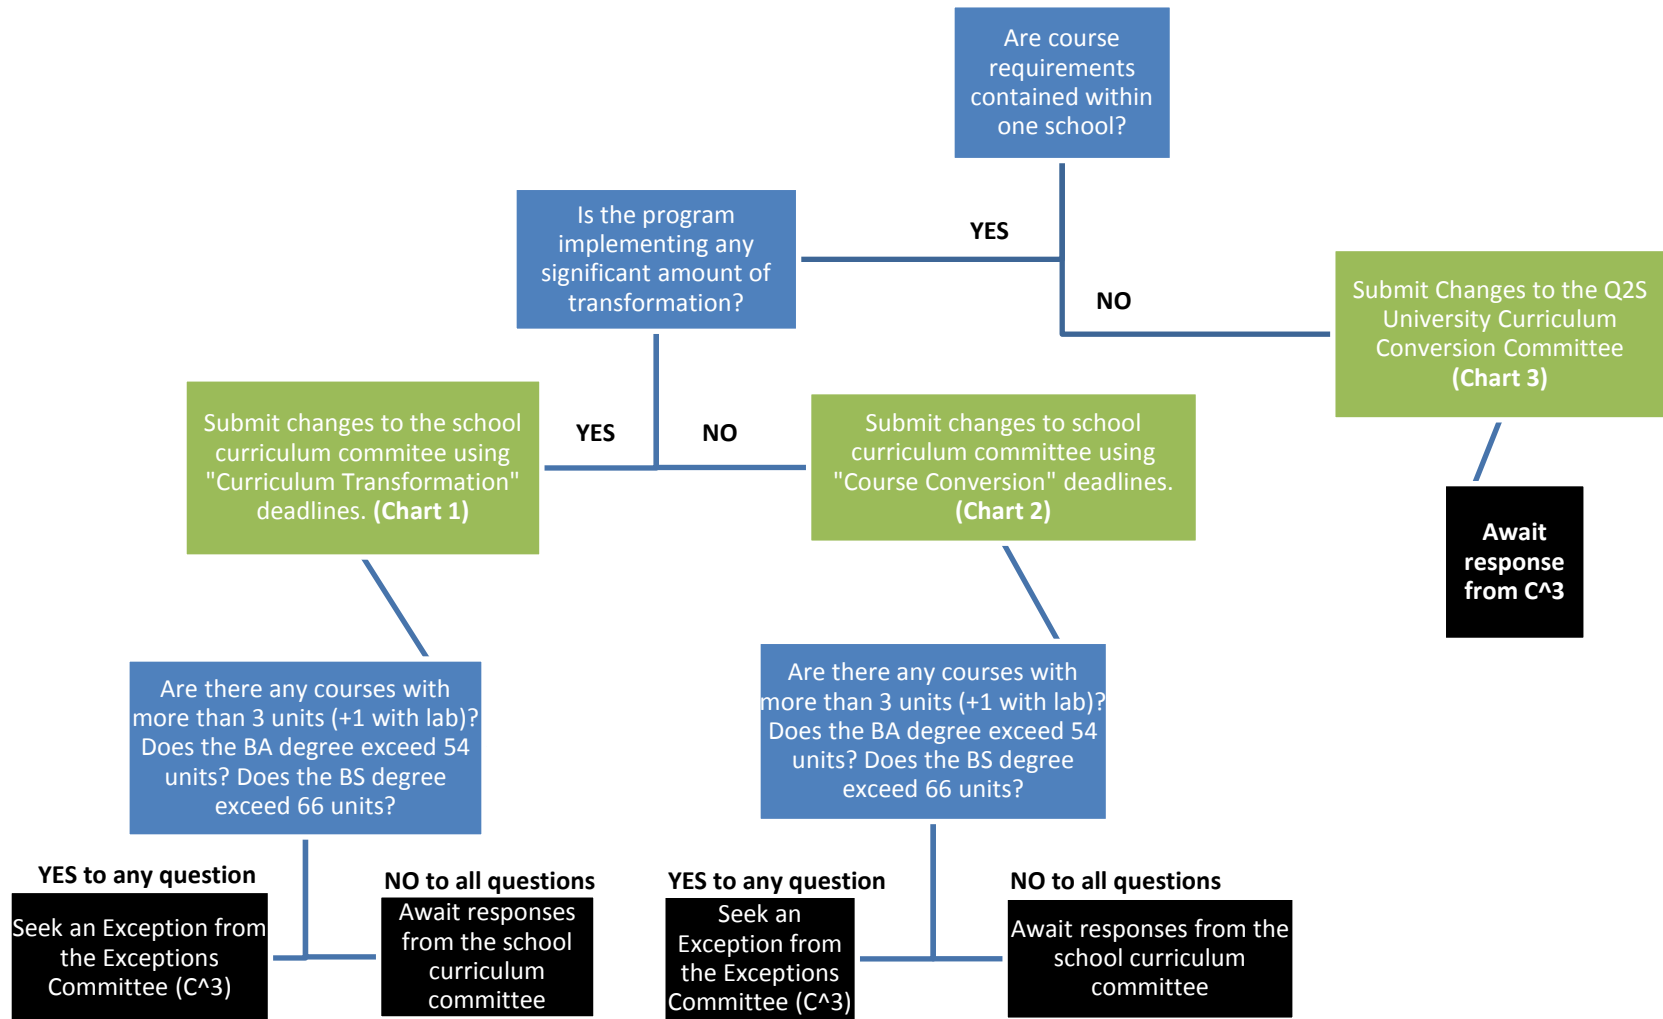 Are course
requirements
contained within
one school?
Is the program
implementing any
significant amount of
transformation?
YES
NO
Submit Changes to the Q2S
University Curriculum
Conversion Committee
(Chart 3)
Submit changes to the school
curriculum commitee using
"Curriculum Transformation"
deadlines. (Chart 1)
YES
NO
Submit changes to school
curriculum committee using
"Course Conversion" deadlines.
(Chart 2)
Await
response
from C^3
Are there any courses with
more than 3 units (+1 with lab)?
Does the BA degree exceed 54
units? Does the BS degree
exceed 66 units?
Are there any courses with
more than 3 units (+1 with lab)?
Does the BA degree exceed 54
units? Does the BS degree
exceed 66 units?
YES to any question
Seek an Exception from
the Exceptions
Committee (C^3)
NO to all questions
Await responses
from the school
curriculum
committee
YES to any question
Seek an
Exception from
the Exceptions
Committee (C^3)
NO to all questions
Await responses from the
school curriculum
committee